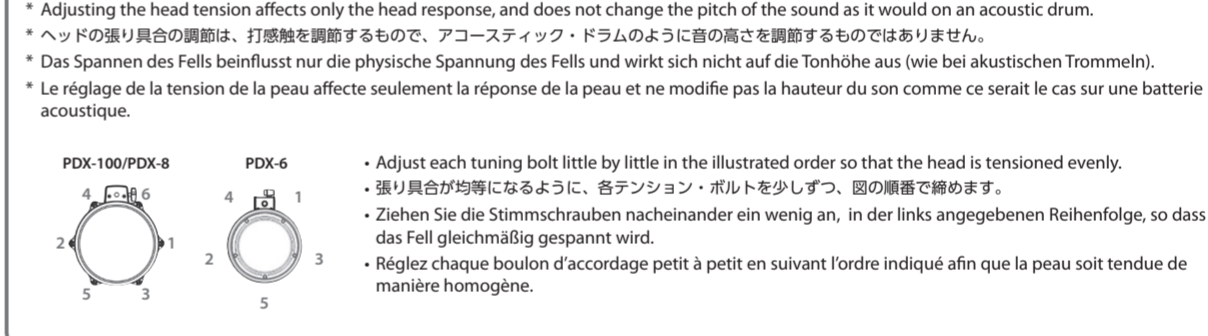 * Adjusting the head tension affects only the head response, and does not change the pitch of the sound as it would on an acoustic drum.
* ヘッドの張り具合の調節は、打感触を調節するもので、アコースティック・ドラムのように音の高さを調節するものではありません。
* Das Spannen des Fells beinflusst nur die physische Spannung des Fells und wirkt sich nicht auf die Tonhöhe aus (wie bei akustischen Trommeln).
* Le réglage de la tension de la peau affecte seulement la réponse de la peau et ne modifie pas la hauteur du son comme ce serait le cas sur une batterie
acoustique.
PDX-100/PDX-8
4 6
2 1
5 3
PDX-6
4 1
2 3
5
• Adjust each tuning bolt little by little in the illustrated order so that the head is tensioned evenly.
• 張り具合が均等になるように、各テンション・ボルトを少しずつ、図の順番で締めます。
• Ziehen Sie die Stimmschrauben nacheinander ein wenig an, in der links angegebenen Reihenfolge, so dass
das Fell gleichmäßig gespannt wird.
• Réglez chaque boulon d’accordage petit à petit en suivant l’ordre indiqué afin que la peau soit tendue de
manière homogène.